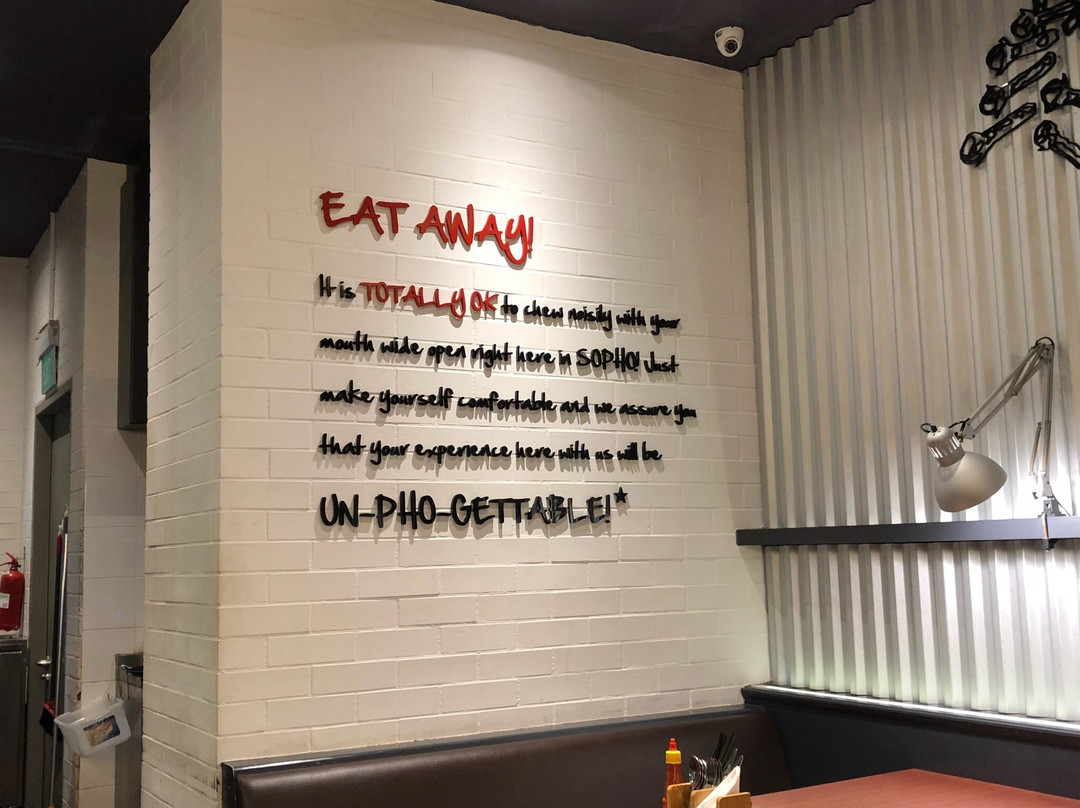 EAT AWAY!
It is TOTALLY OK to chew noisily with your
mouth wide open right here in SOPHO! Just
make yourself comfortable and we assure you
that your experience here with us will be
UN-PHO-GETTABLE!*